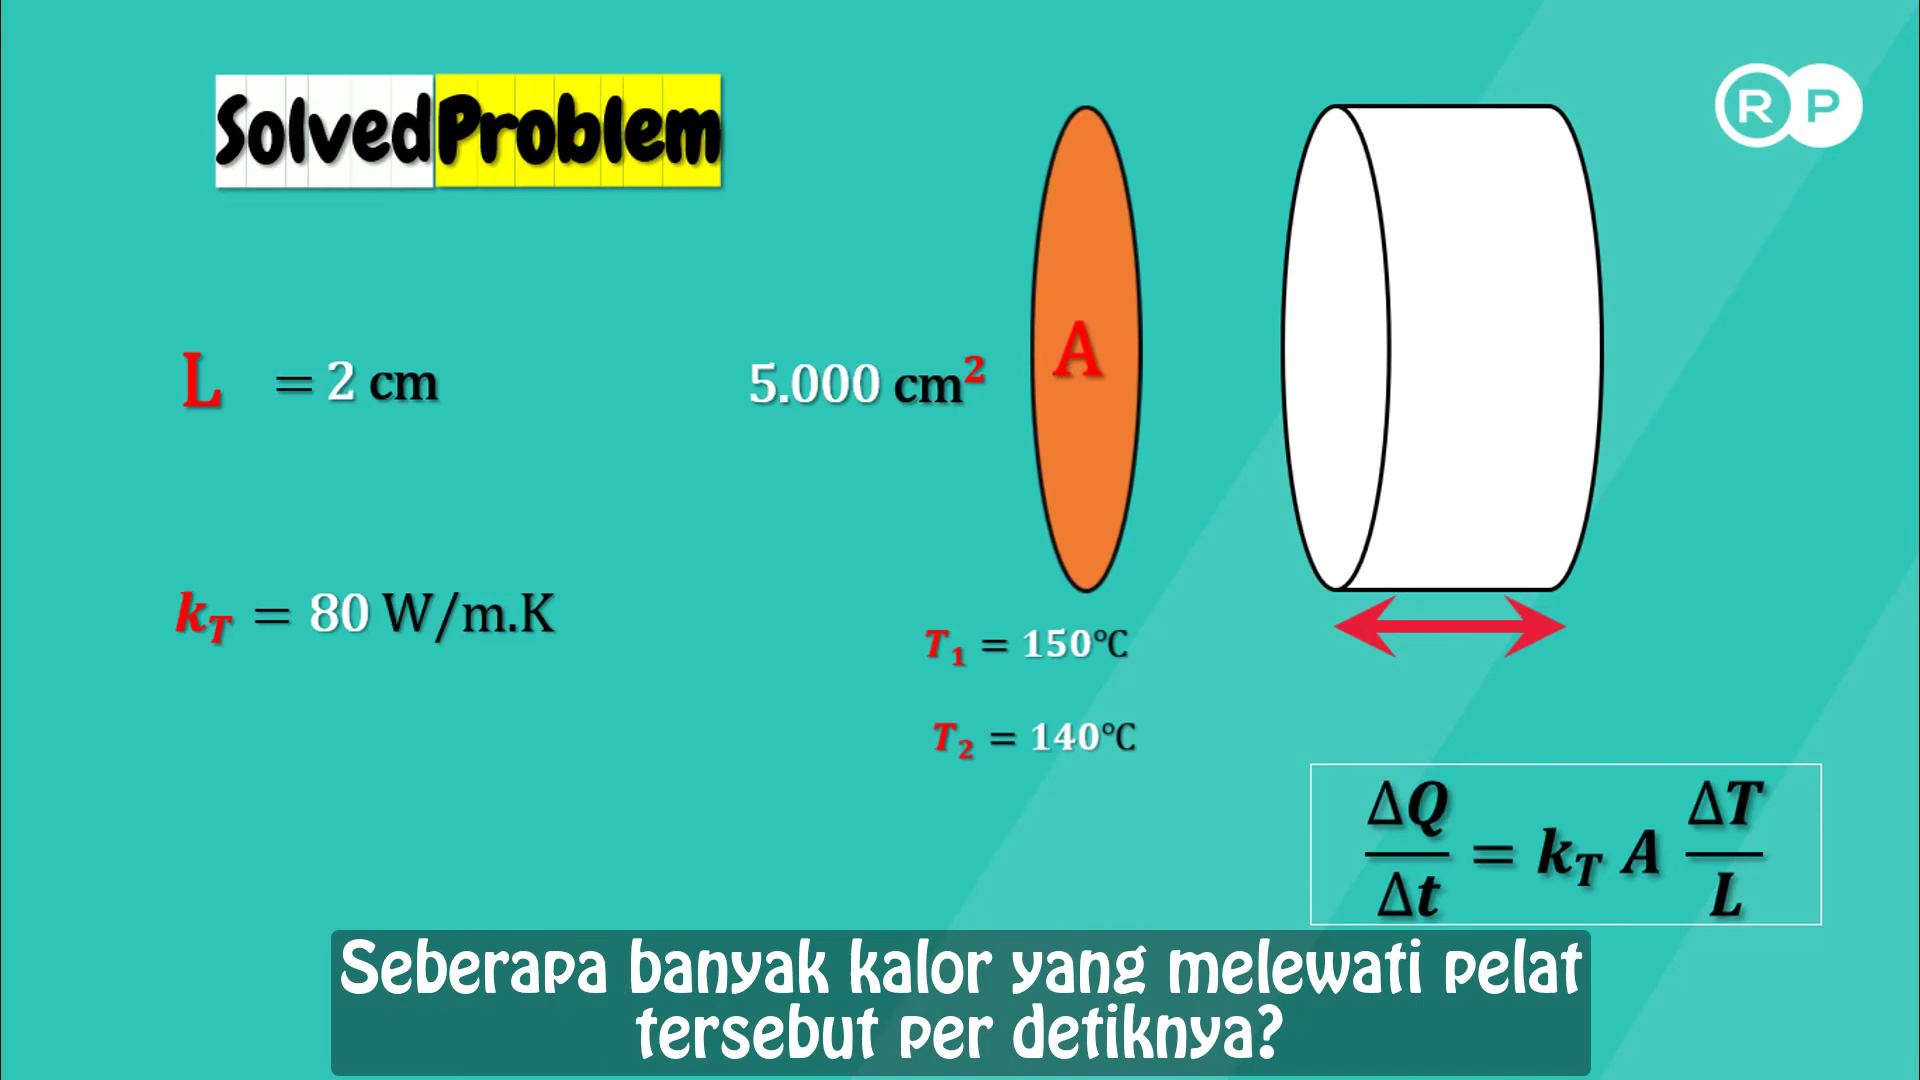 SolvedProblem
RP
L = 2 cm
5.000 cm²
A
k_T = 80 W/m.K
T₁ = 150℃
T₂ = 140℃
ΔQ/Δt = k_T A ΔT/L
Seberapa banyak kalor yang melewati pelat
tersebut per detiknya?